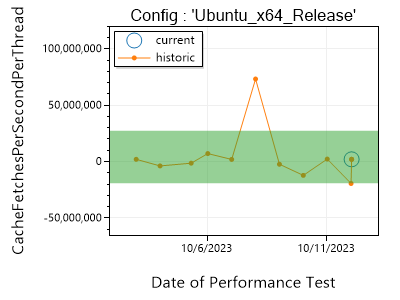 Config : 'Ubuntu_x64_Release'
CacheFetchesPerSecondPerThread
current
historic
100,000,000
50,000,000
0
-50,000,000
10/6/2023
10/11/2023
Date of Performance Test